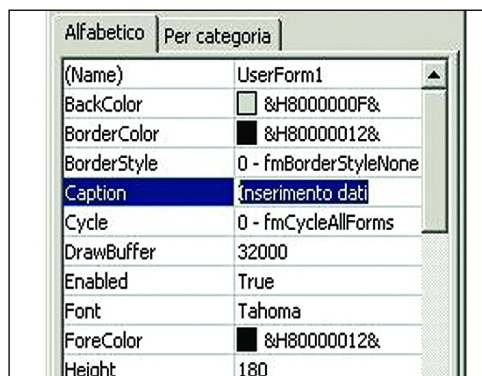 Alfabetico Per categoria
(Name) UserForm1
BackColor &H8000000F&
BorderColor &H80000012&
BorderStyle 0 - fmBorderStyleNone
Caption Inserimento dati
Cycle 0 - fmCycleAllForms
DrawBuffer 32000
Enabled True
Font Tahoma
ForeColor &H80000012&
Height 180